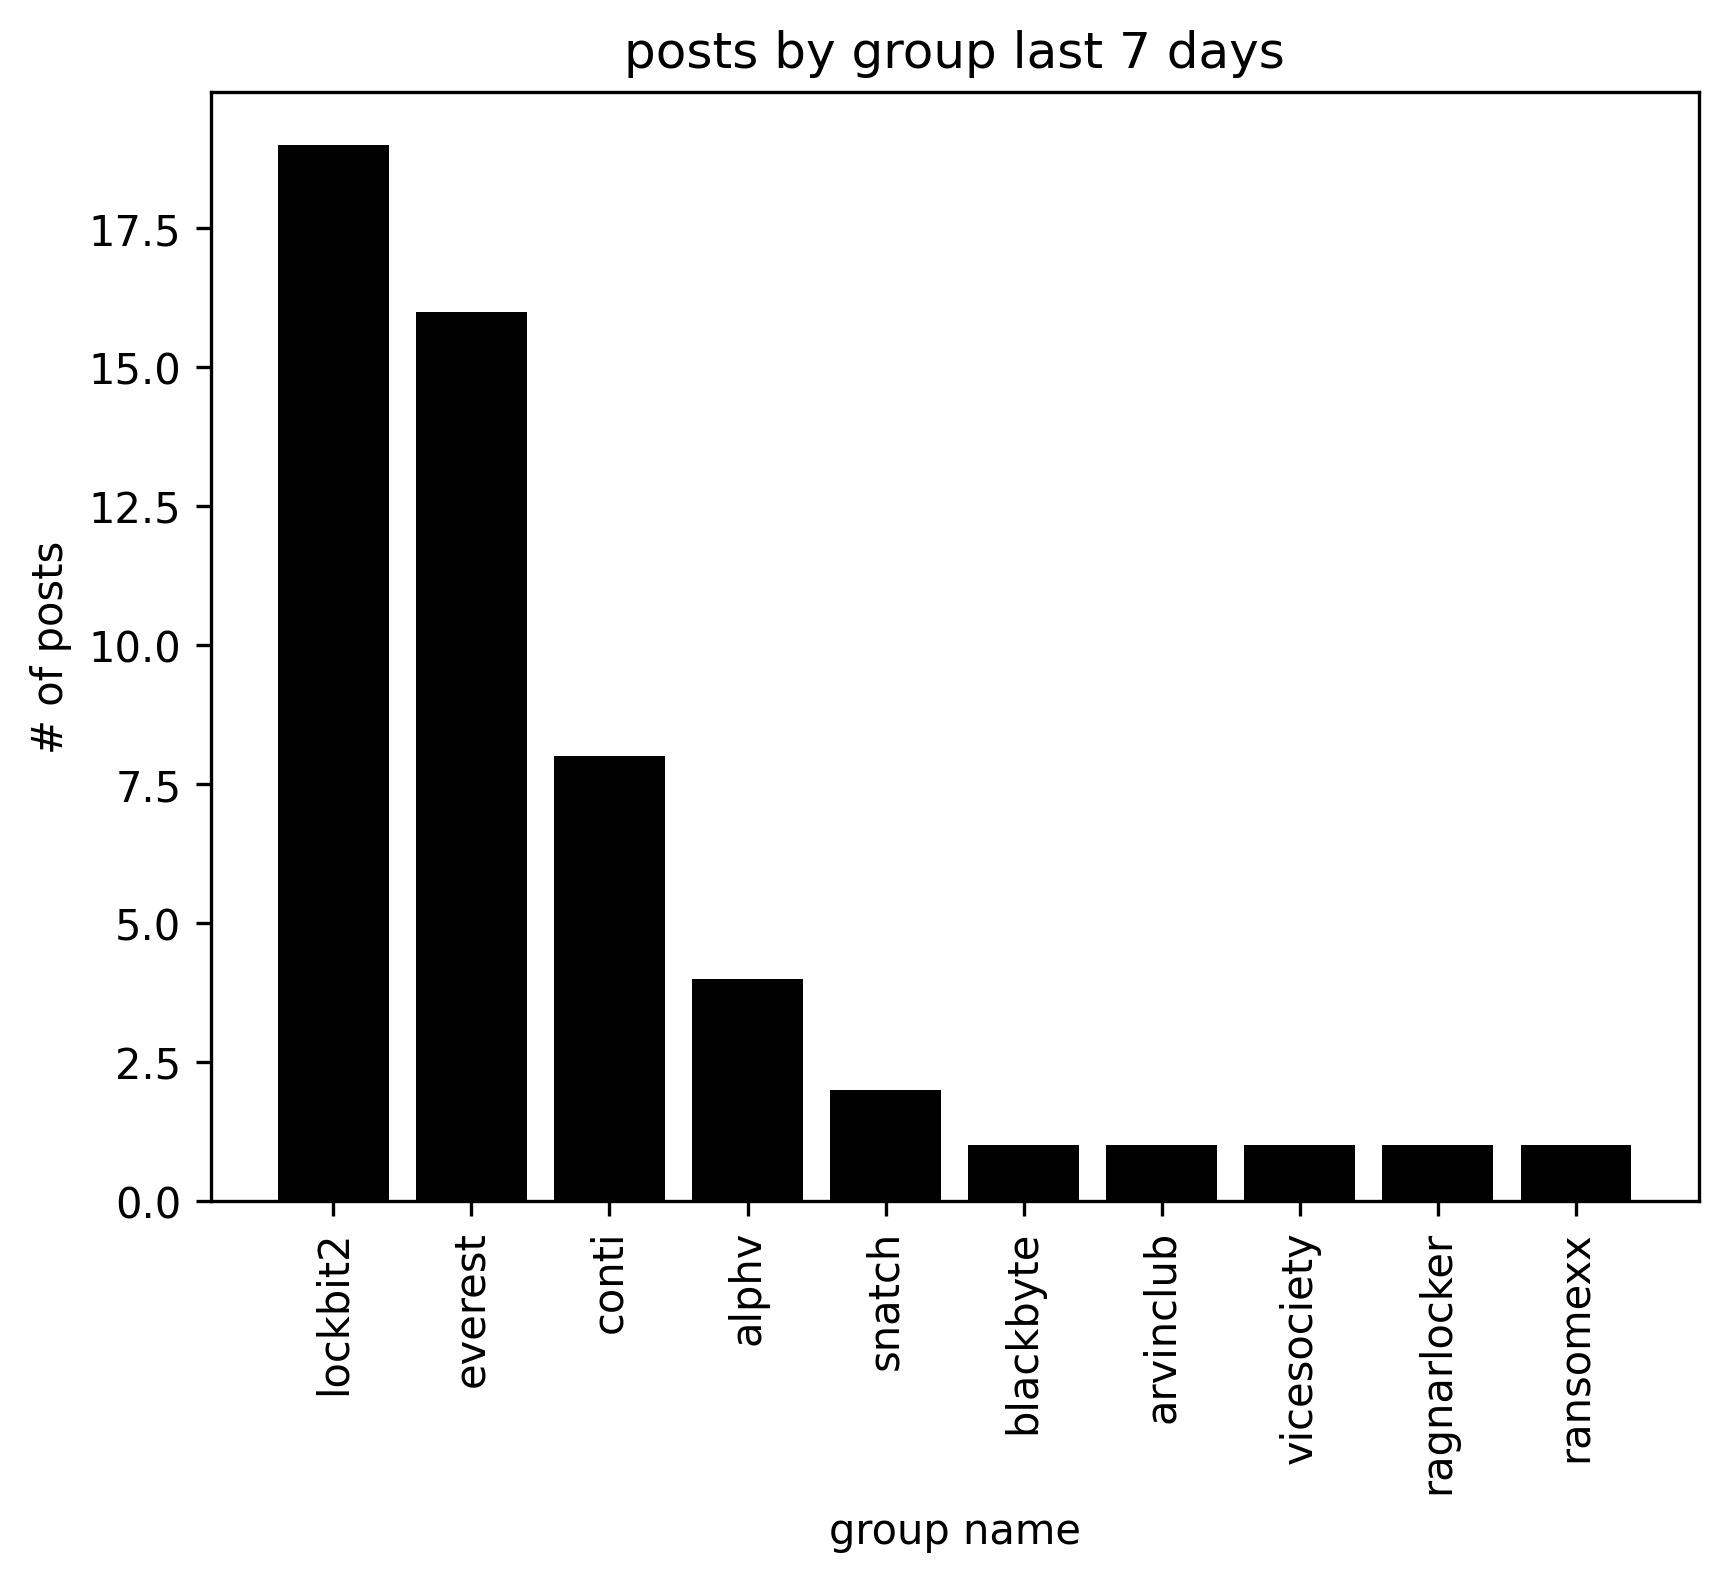 posts by group last 7 days
# of posts
17.5
15.0
12.5
10.0
7.5
5.0
2.5
0.0
lockbit2
everest
conti
alphv
snatch
blackbyte
arvinclub
vicesociety
ragnarlocker
ransomexx
group name